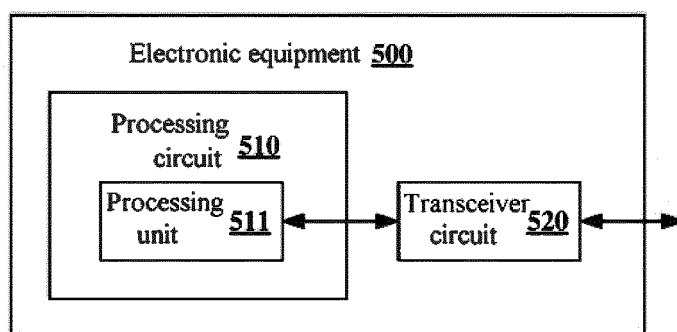 Electronic equipment 500
Processing
circuit 510
Processing
unit 511
Transceiver
circuit 520